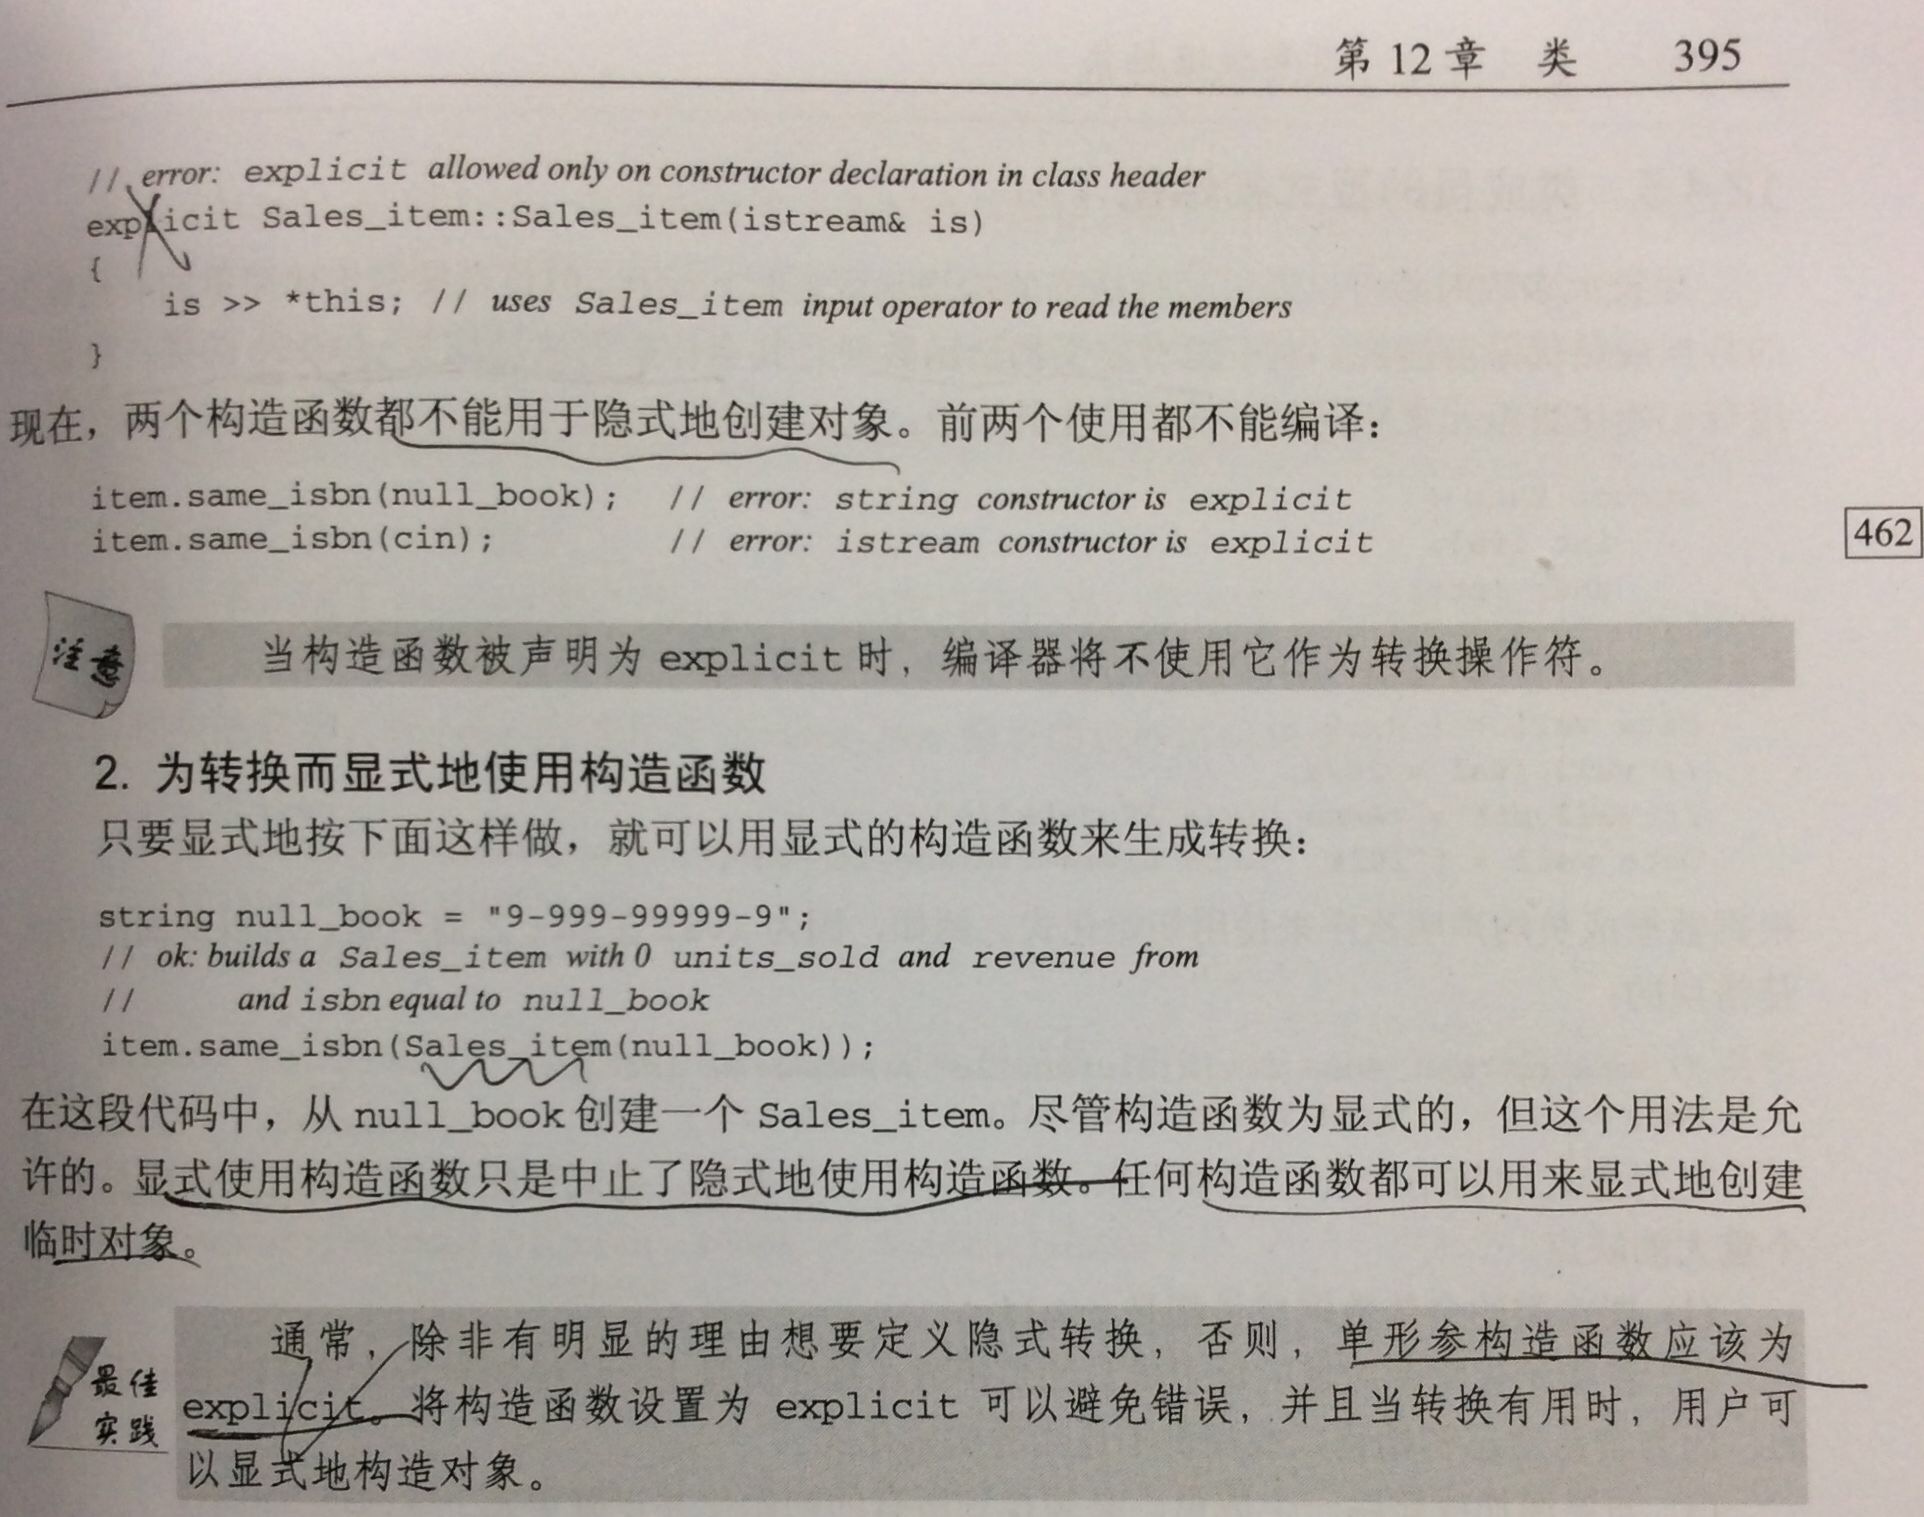 第 12 章 类 395
// error: explicit allowed only on constructor declaration in class header
explicit Sales_item::Sales_item(istream& is)
{
is >> *this; // uses Sales_item input operator to read the members
}
现在，两个构造函数都不能用于隐式地创建对象。前两个使用都不能编译：
item.same_isbn(null_book); // error: string constructor is explicit
item.same_isbn(cin); // error: istream constructor is explicit
462
注意
当构造函数被声明为 explicit 时，编译器将不使用它作为转换操作符。
2. 为转换而显式地使用构造函数
只要显式地按下面这样做，就可以用显式的构造函数来生成转换：
string null_book = "9-999-99999-9";
// ok: builds a Sales_item with 0 units_sold and revenue from
// and isbn equal to null_book
item.same_isbn(Sales_item(null_book));
在这段代码中，从 null_book 创建一个 Sales_item。尽管构造函数为显式的，但这个用法是允
许的。显式使用构造函数只是中止了隐式地使用构造函数。任何构造函数都可以用来显式地创建
临时对象。
最佳
实践
通常，除非有明显的理由想要定义隐式转换，否则，单形参构造函数应该为
explicit。将构造函数设置为 explicit 可以避免错误，并且当转换有用时，用户可
以显式地构造对象。